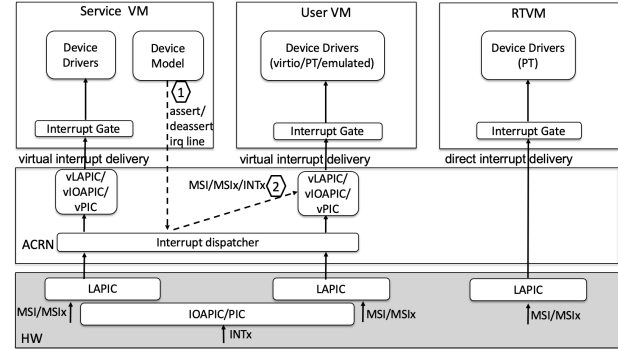 Service VM
User VM
RTVM
Device
Drivers
Device
Model
Device Drivers
(virtio/PT/emulated)
Device Drivers
(PT)
1
assert/
deassert
irq line
Interrupt Gate
Interrupt Gate
Interrupt Gate
virtual interrupt delivery
virtual interrupt delivery
direct interrupt delivery
vLAPIC/
vIOAPIC/
vPIC
MSI/MSIx/INTx
2
vLAPIC/
vIOAPIC/
vPIC
ACRN
Interrupt dispatcher
LAPIC
LAPIC
LAPIC
MSI/MSIx
IOAPIC/PIC
MSI/MSIx
MSI/MSIx
HW
INTx